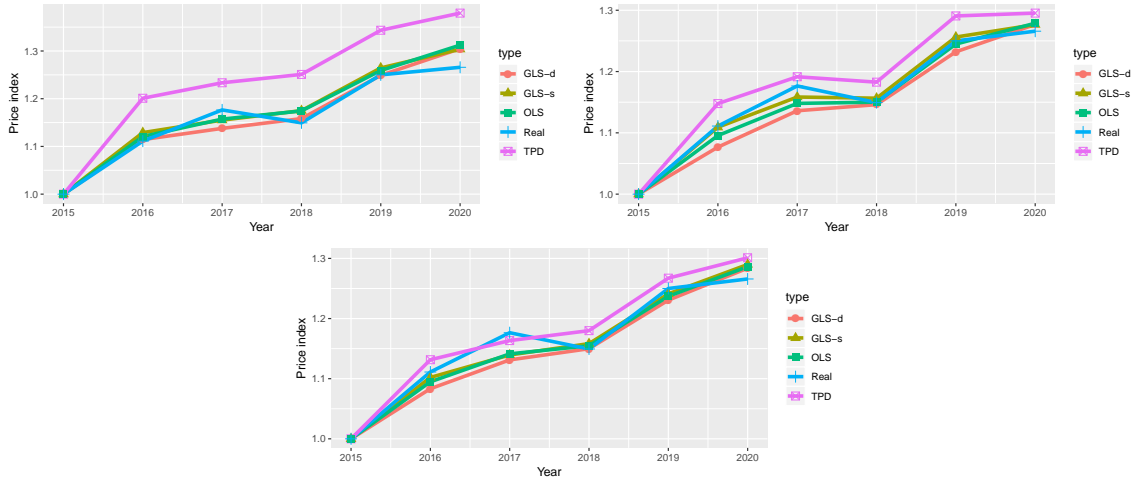 Price index
1.3
1.2
1.1
1.0
2015 2016 2017 2018 2019 2020
Year
type
GLS−d
GLS−s
OLS
Real
TPD
Price index
1.3
1.2
1.1
1.0
2015 2016 2017 2018 2019 2020
Year
type
GLS−d
GLS−s
OLS
Real
TPD
Price index
1.3
1.2
1.1
1.0
2015 2016 2017 2018 2019 2020
Year
type
GLS−d
GLS−s
OLS
Real
TPD